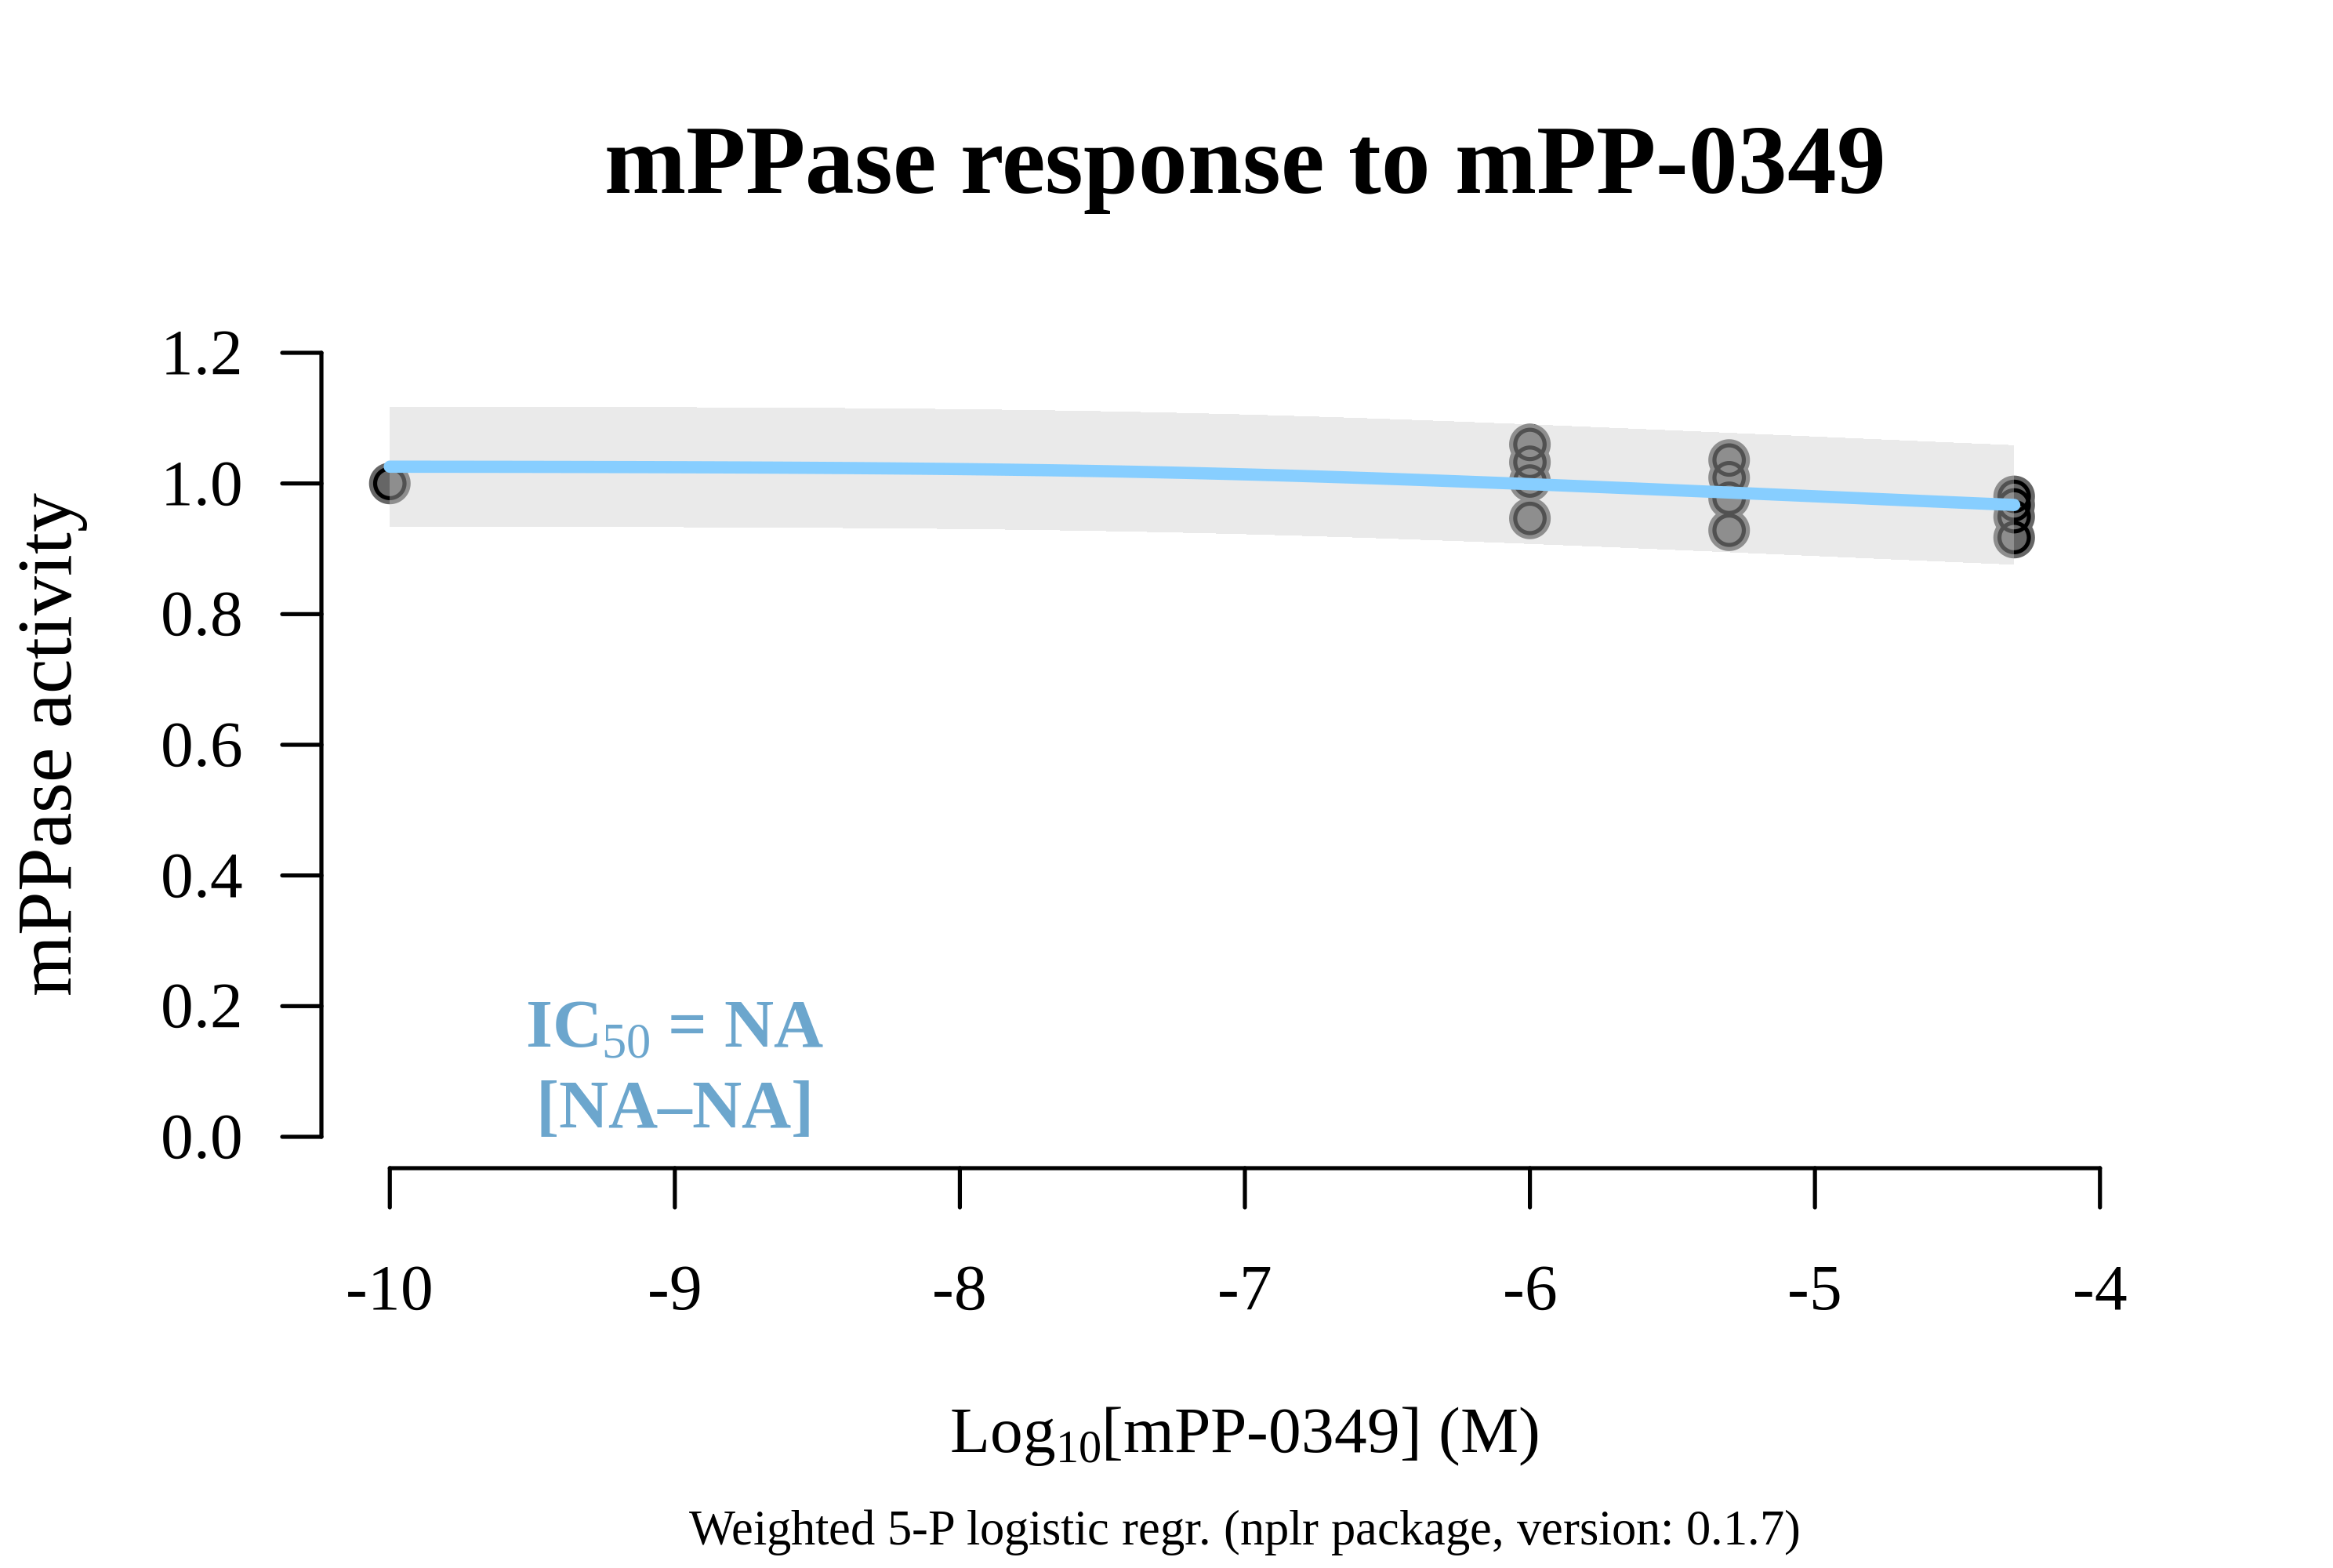 mPPase response to mPP-0349
mPPase activity
1.2
1.0
0.8
0.6
0.4
0.2
0.0
IC50 = NA
[NA–NA]
-10 -9 -8 -7 -6 -5 -4
Log10[mPP-0349] (M)
Weighted 5-P logistic regr. (nplr package, version: 0.1.7)